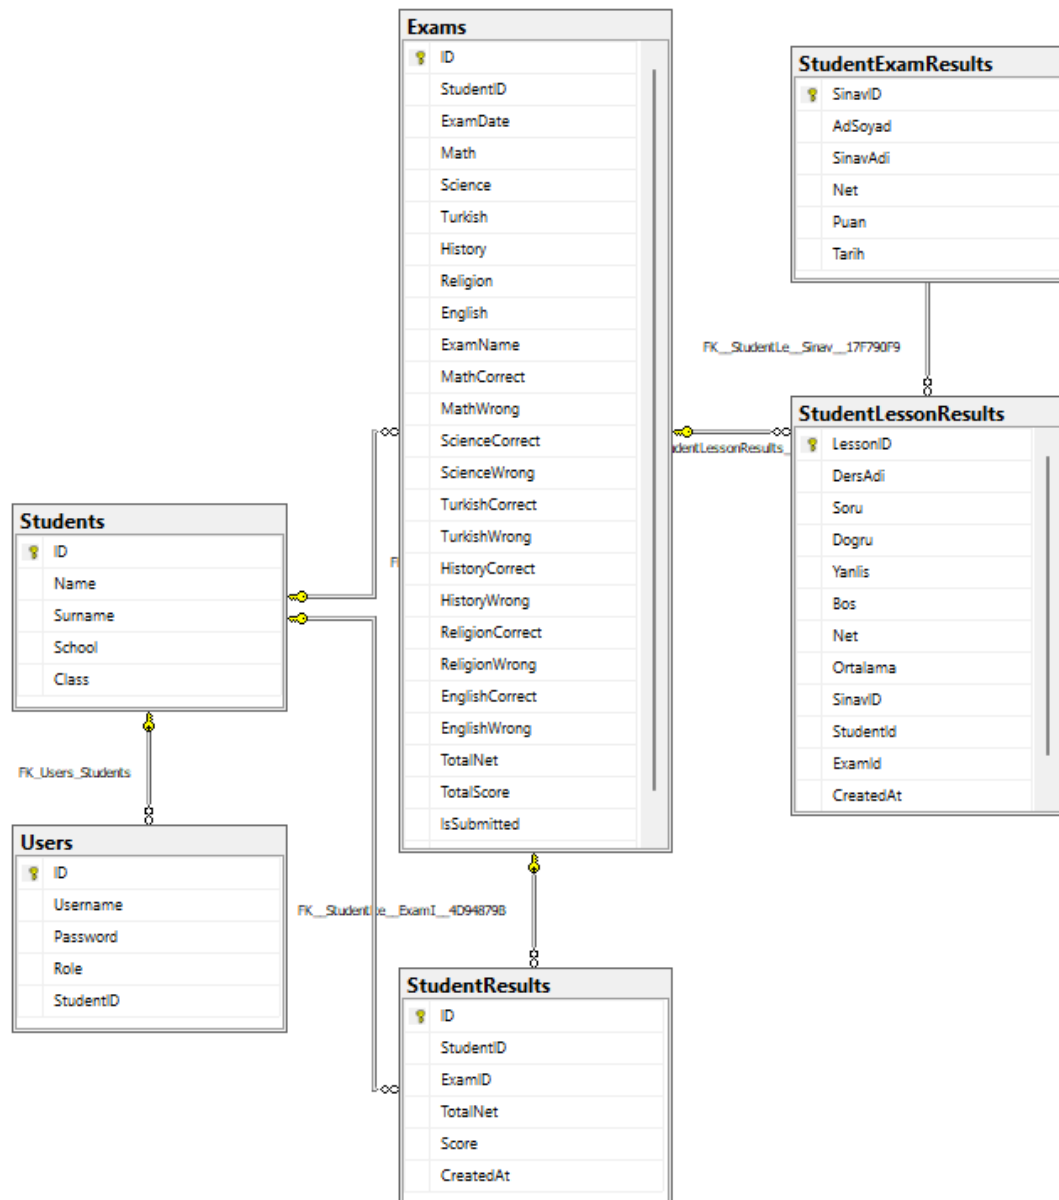 Exams
ID
StudentID
ExamDate
Math
Science
Turkish
History
Religion
English
ExamName
MathCorrect
MathWrong
ScienceCorrect
ScienceWrong
TurkishCorrect
TurkishWrong
HistoryCorrect
HistoryWrong
ReligionCorrect
ReligionWrong
EnglishCorrect
EnglishWrong
TotalNet
TotalScore
IsSubmitted
StudentExamResults
SinavID
AdSoyad
SinavAdi
Net
Puan
Tarih
FK__StudentLe__Sinav__17F790F9
StudentLessonResults
LessonID
DersAdi
Soru
Dogru
Yanlis
Bos
Net
Ortalama
SinavID
StudentId
ExamId
CreatedAt
udentLessonResults_
Students
ID
Name
Surname
School
Class
FK_Users_Students
Users
ID
Username
Password
Role
StudentID
StudentResults
ID
StudentID
ExamID
TotalNet
Score
CreatedAt